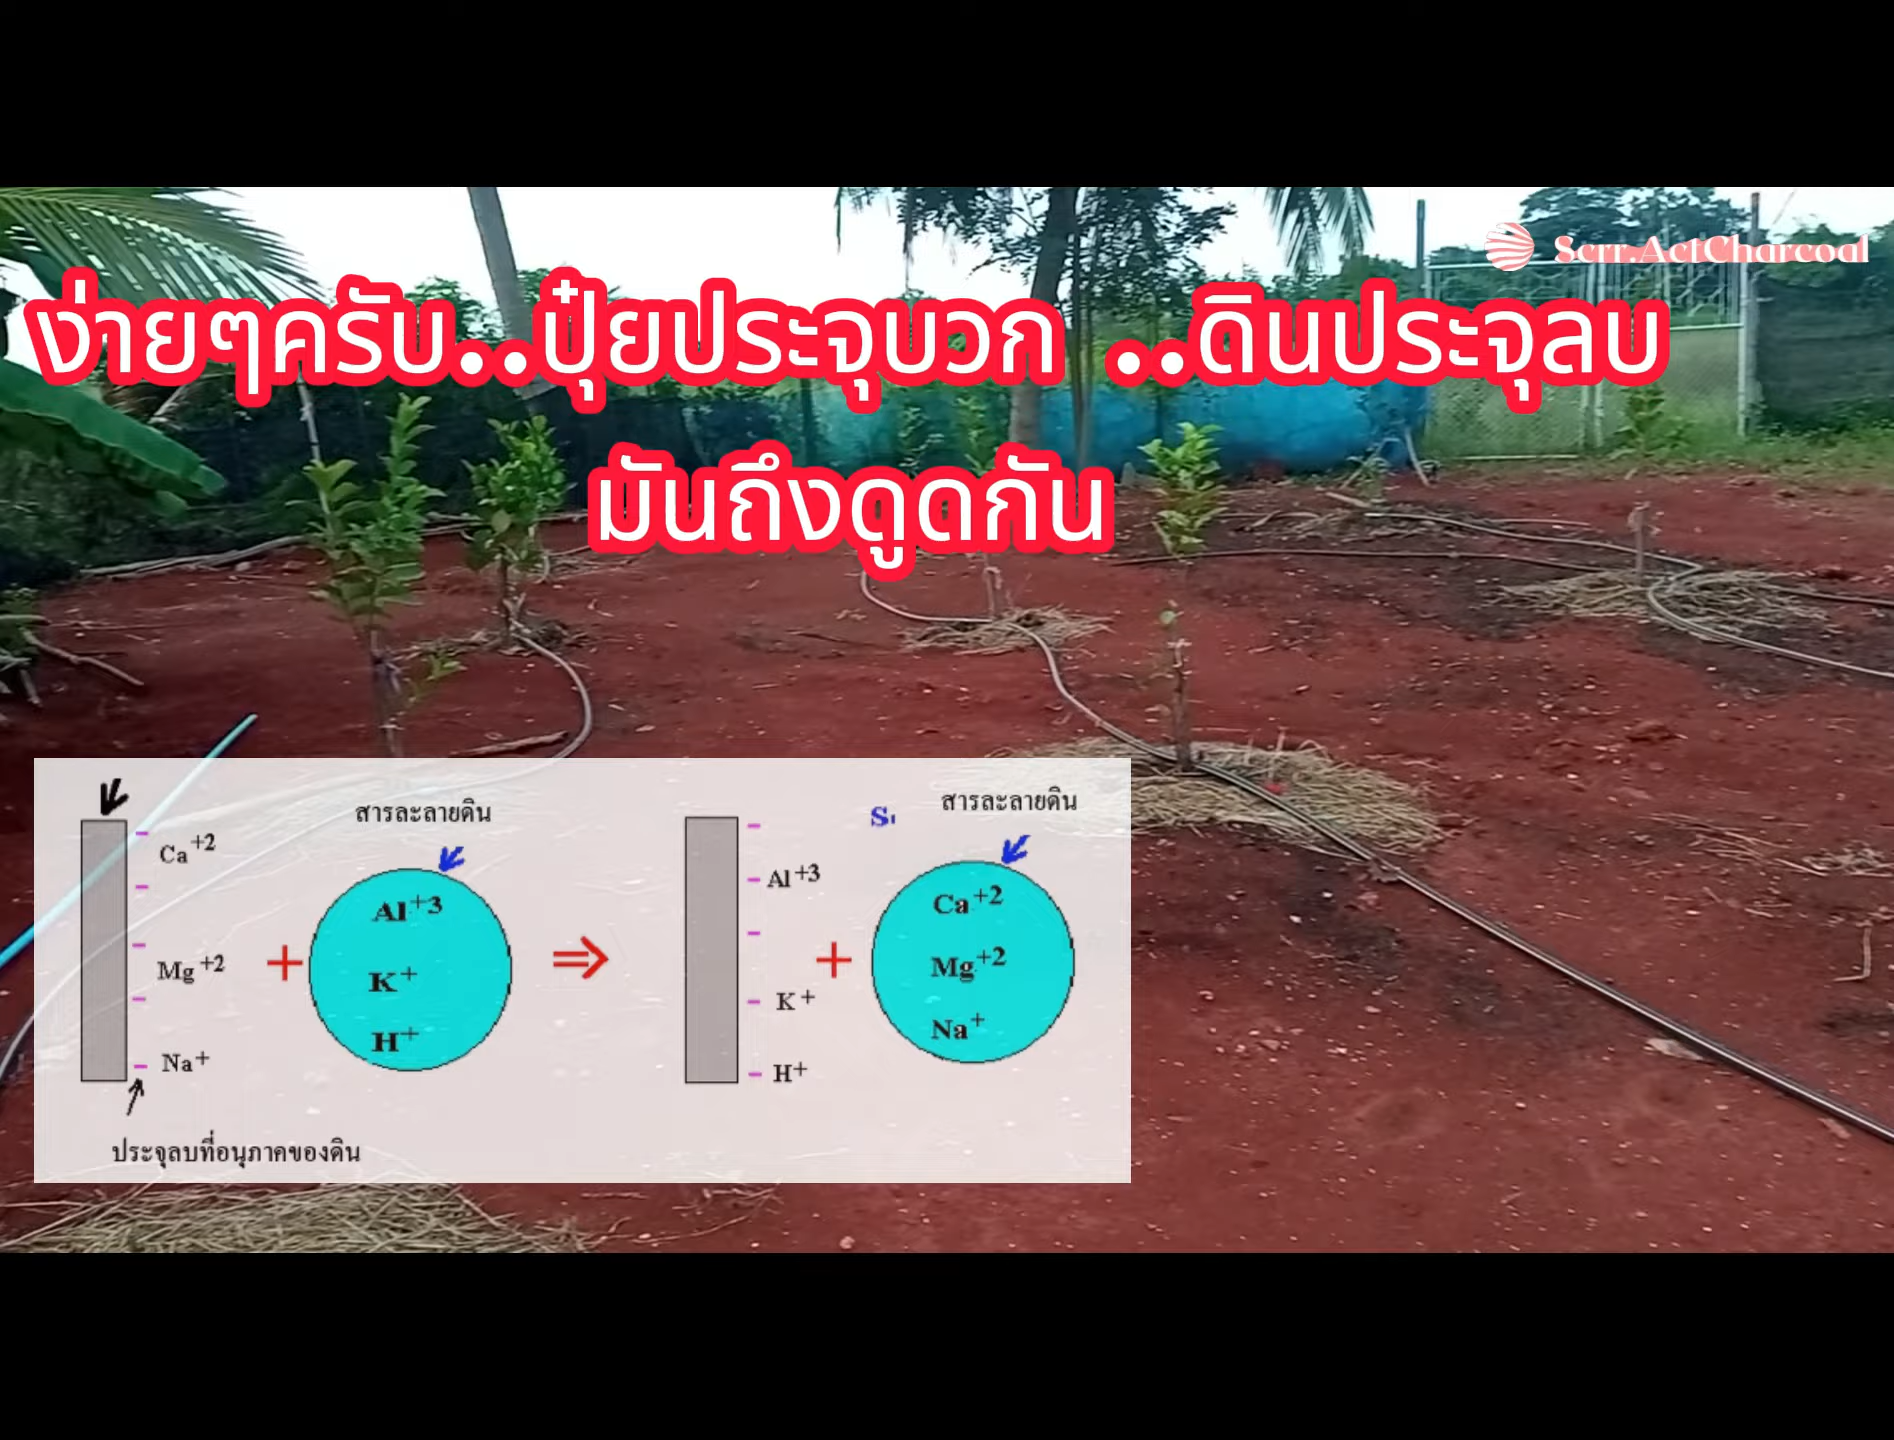 Scrr.ActCharcoal
ง่ายๆครับ..ปุ๋ยประจุบวก ..ดินประจุลบ
มันถึงดูดกัน
สารละลายดิน
Ca+2
Mg+2
Na+
+
Al+3
K+
H+
⇒
ประจุลบที่อนุภาคของดิน
S
สารละลายดิน
Al+3
K+
H+
+
Ca+2
Mg+2
Na+